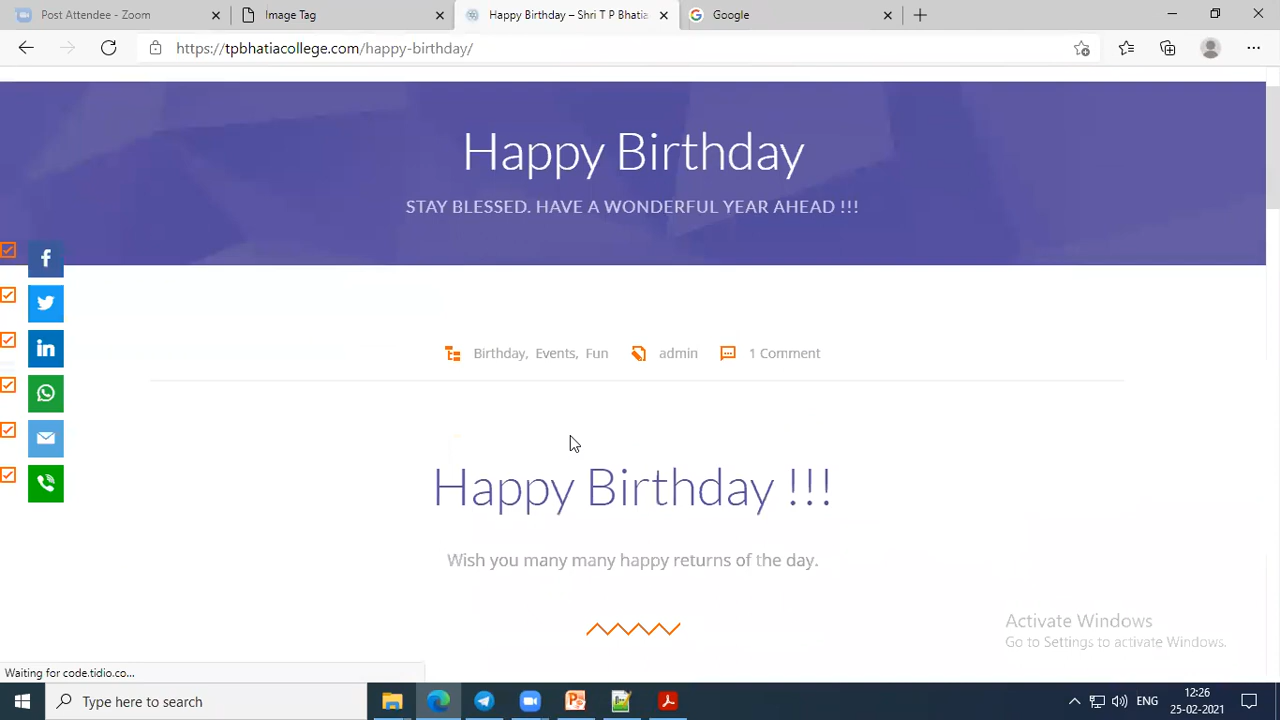 Post Attendee - Zoom
Image Tag
Happy Birthday – Shri T P Bhatia
Google
https://tpbhatiacollege.com/happy-birthday/
Happy Birthday
STAY BLESSED. HAVE A WONDERFUL YEAR AHEAD !!!
Birthday, Events, Fun admin 1 Comment
Happy Birthday !!!
Wish you many many happy returns of the day.
Activate Windows
Go to Settings to activate Windows.
Waiting for code.tidio.co...
Type here to search
ENG
12:26
25-02-2021